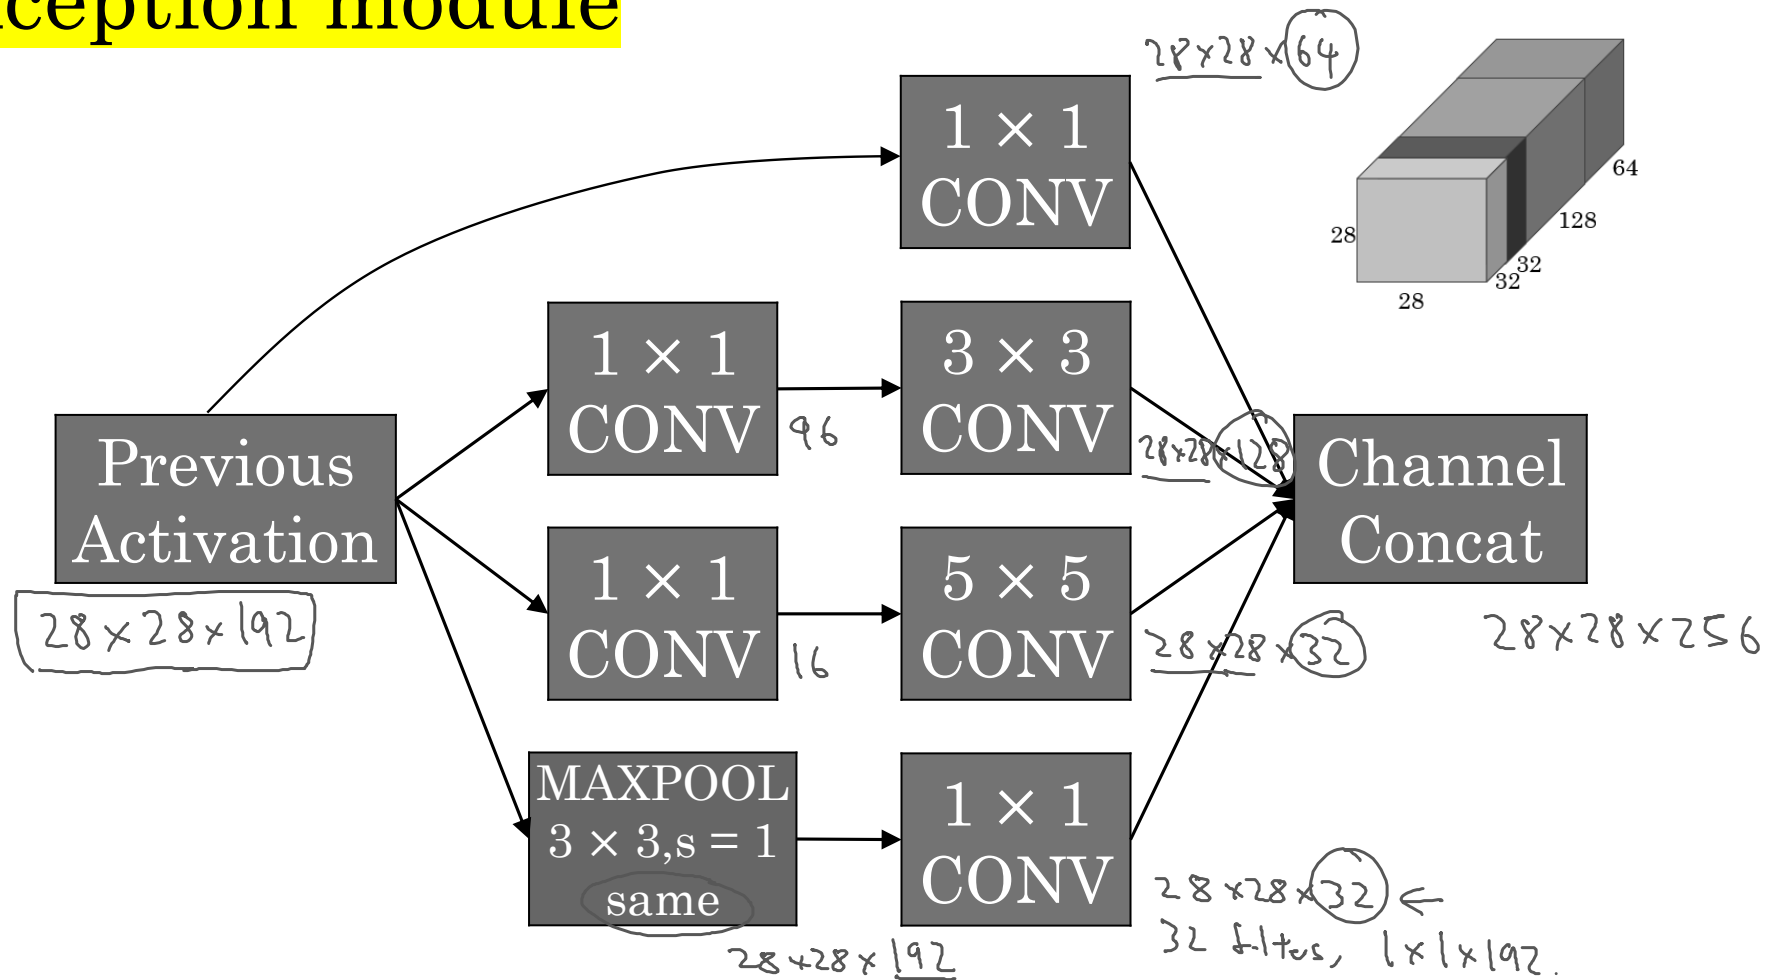 ception module
28×28×64
1 × 1
CONV
64
128
28
32
32
28
1 × 1
CONV
96
3 × 3
CONV
28×28×128
Previous
Activation
28×28×192
Channel
Concat
28×28×256
1 × 1
CONV
16
5 × 5
CONV
28×28×32
MAXPOOL
3 × 3,s = 1
same
28×28×192
1 × 1
CONV
28×28×32 ←
32 filters, 1×1×192.